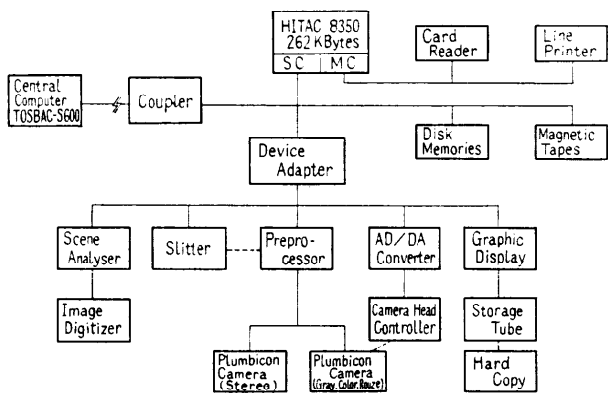 HITAC 8350
262 KBytes
SC MC
Card
Reader
Line
Printer
Central
Computer
TOSBAC-5600
Coupler
Disk
Memories
Magnetic
Tapes
Device
Adapter
Scene
Analyser
Slitter
Prepro-
cessor
AD/DA
Converter
Graphic
Display
Image
Digitizer
Camera Head
Controller
Storage
Tube
Plumbicon
Camera
(Stereo)
Plumbicon
Camera
(Gray.Color.Rouze)
Hard
Copy